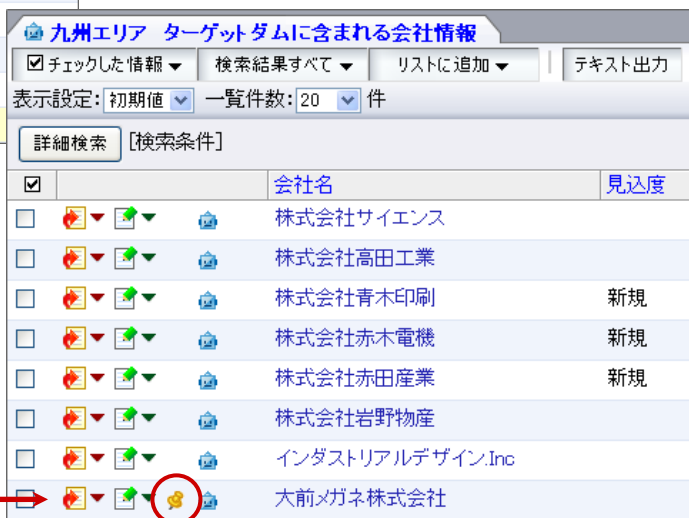 九州エリア ターゲットダムに含まれる会社情報
チェックした情報▼ 検索結果すべて▼ リストに追加▼ テキスト出力
表示設定: 初期値 一覧件数: 20 件
詳細検索 [検索条件]
会社名 見込度
株式会社サイエンス
株式会社高田工業
株式会社青木印刷 新規
株式会社赤木電機 新規
株式会社赤田産業 新規
株式会社岩野物産
インダストリアルデザイン.Inc
大前メガネ株式会社